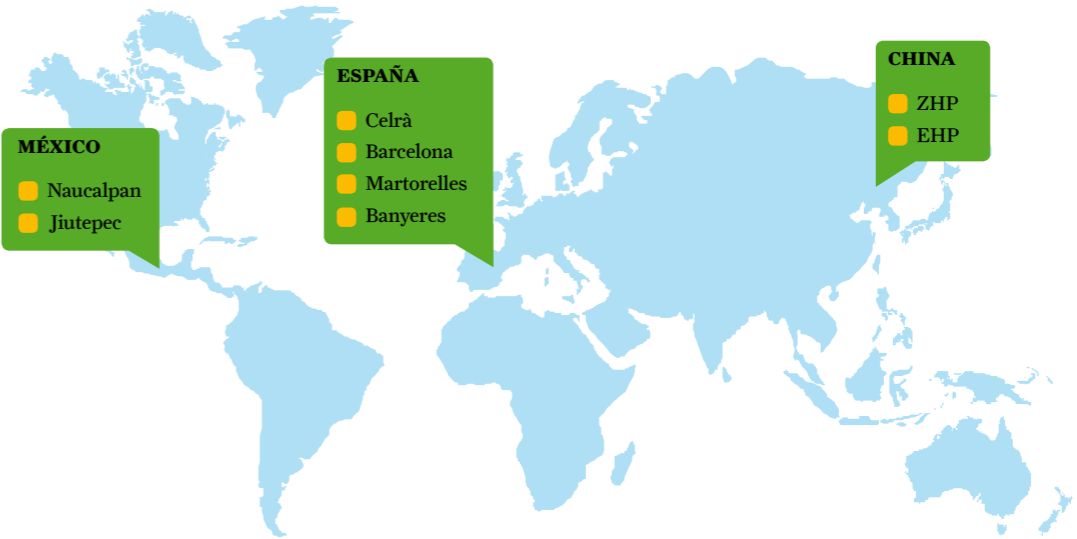 MÉXICO
Naucalpan
Jiutepec
ESPAÑA
Celrà
Barcelona
Martorelles
Banyeres
CHINA
ZHP
EHP